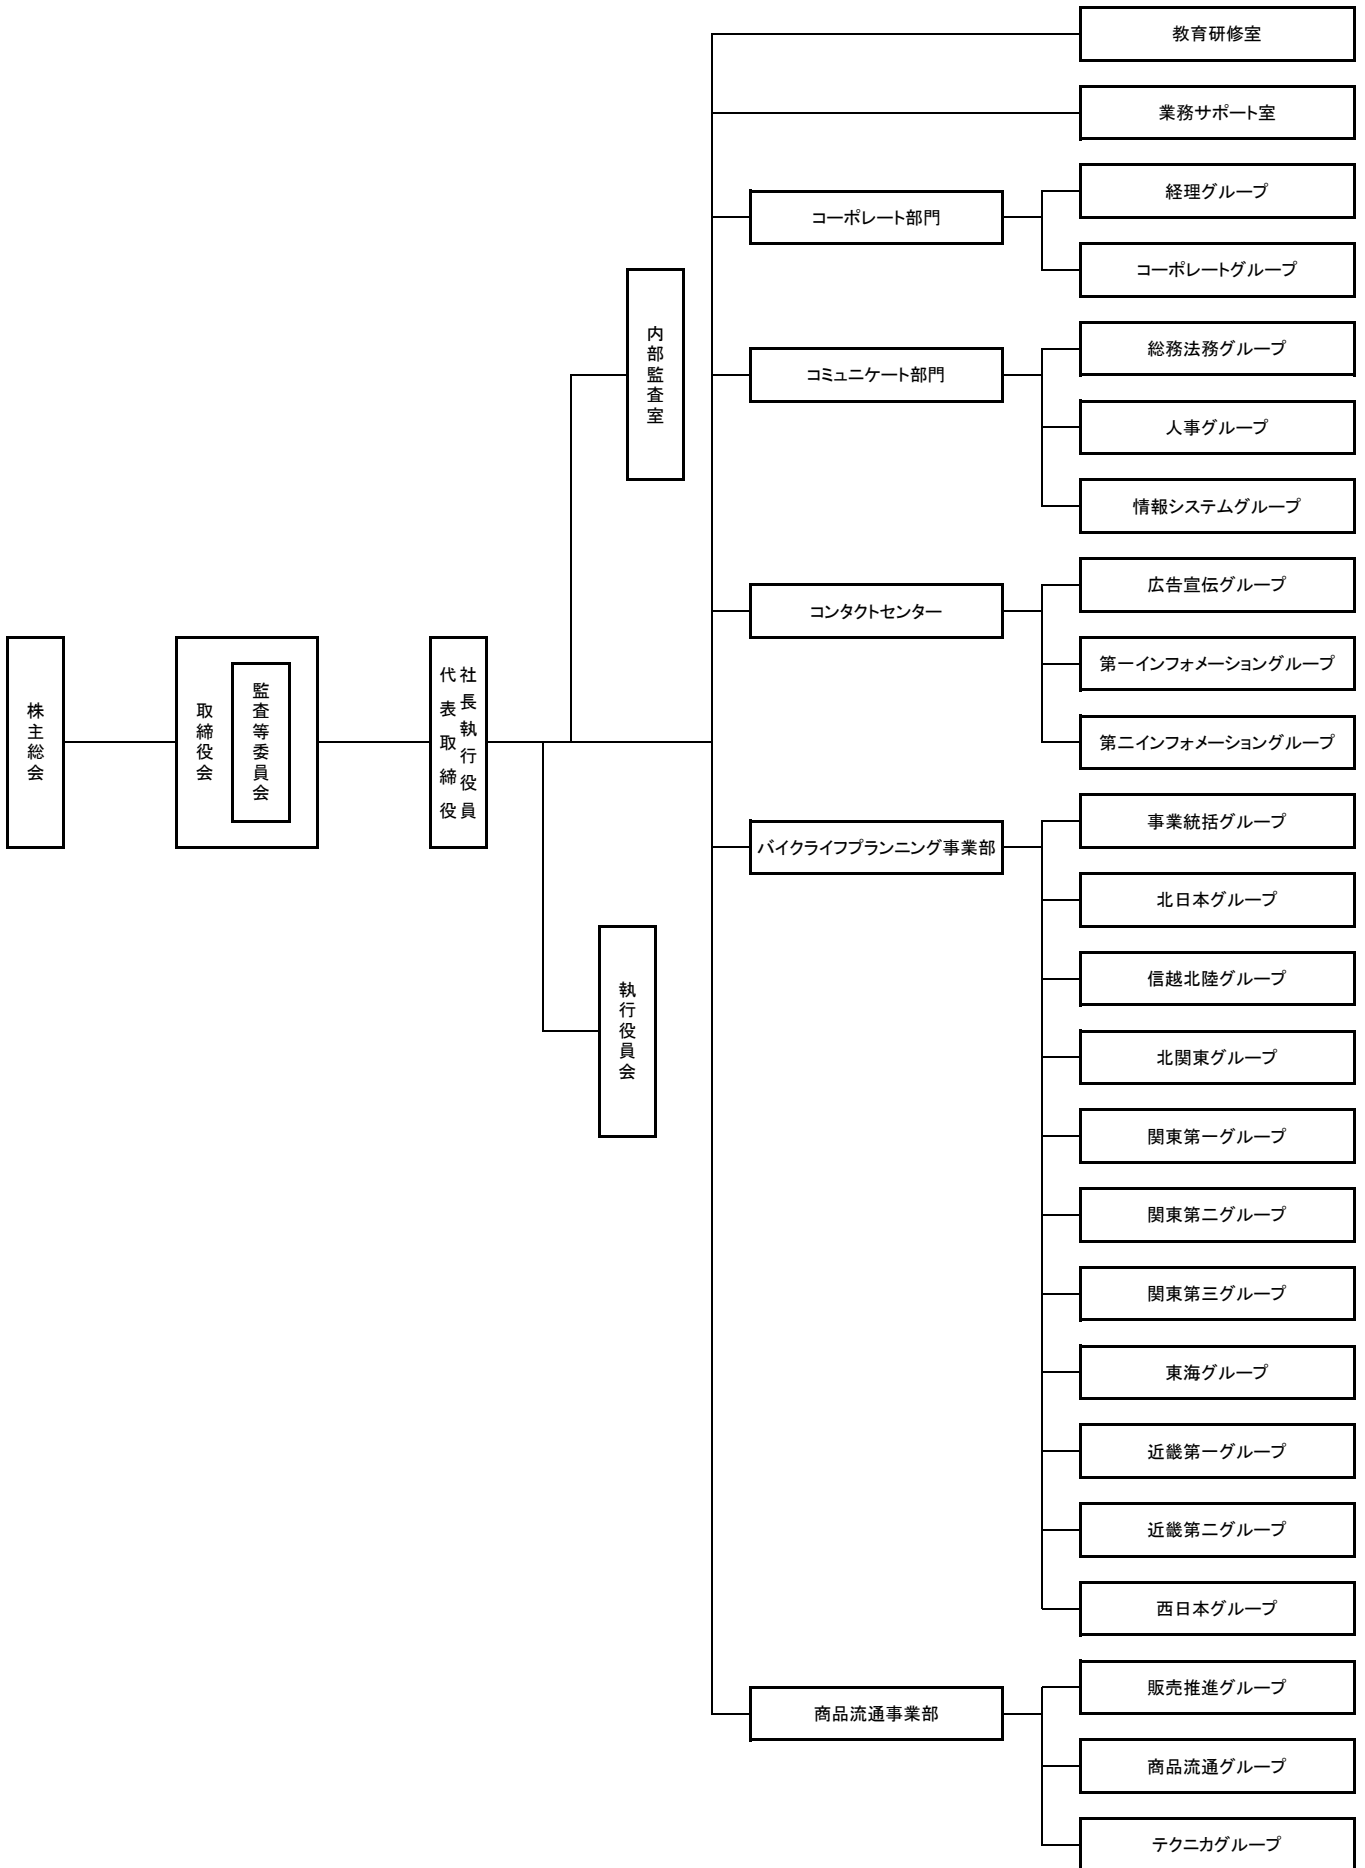 株主総会
取締役会
監査等委員会
代表取締役
社長執行役員
内部監査室
執行役員会
教育研修室
業務サポート室
コーポレート部門
経理グループ
コーポレートグループ
コミュニケート部門
総務法務グループ
人事グループ
情報システムグループ
コンタクトセンター
広告宣伝グループ
第一インフォメーショングループ
第二インフォメーショングループ
バイクライフプランニング事業部
事業統括グループ
北日本グループ
信越北陸グループ
北関東グループ
関東第一グループ
関東第二グループ
関東第三グループ
東海グループ
近畿第一グループ
近畿第二グループ
西日本グループ
商品流通事業部
販売推進グループ
商品流通グループ
テクニカグループ